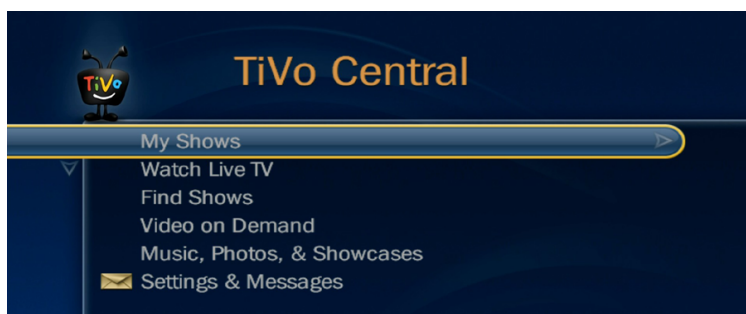 TiVo
TiVo Central
My Shows
Watch Live TV
Find Shows
Video on Demand
Music, Photos, & Showcases
Settings & Messages